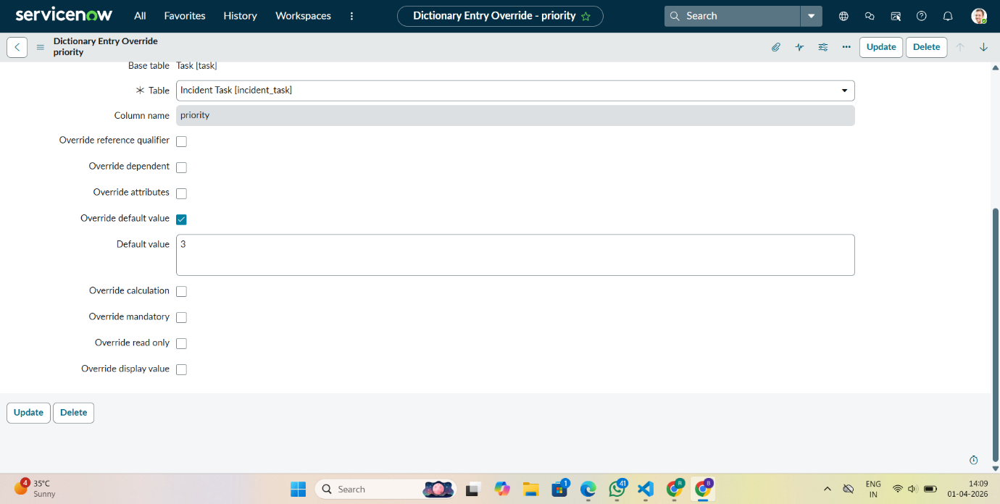 servicenow All Favorites History Workspaces Dictionary Entry Override - priority Search
Dictionary Entry Override
priority
Update Delete
Base table Task [task]
Table Incident Task [incident_task]
Column name priority
Override reference qualifier
Override dependent
Override attributes
Override default value
Default value 3
Override calculation
Override mandatory
Override read only
Override display value
Update Delete
4 35°C
Sunny
Search
1
41
R
B
ENG
IN
14:09
01-04-2026